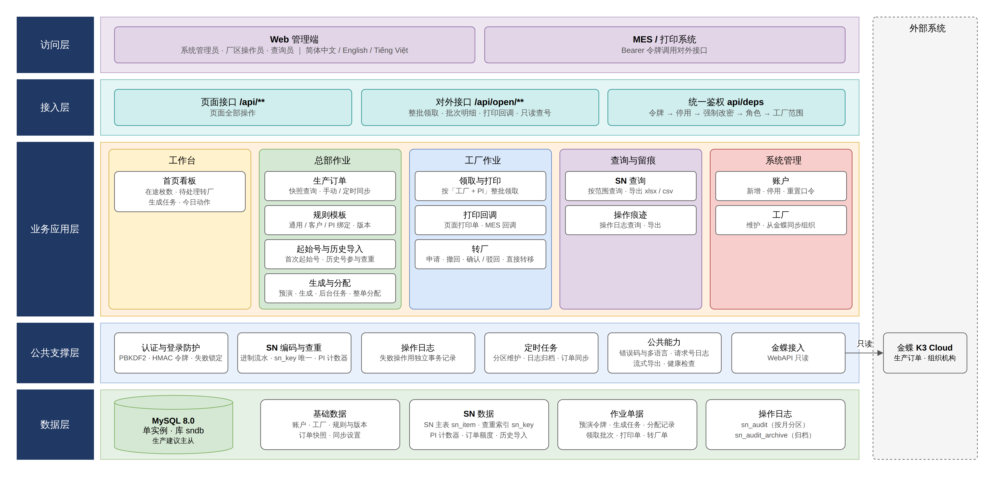 访问层
Web 管理端
系统管理员 · 厂区操作员 · 查询员 ｜ 简体中文 / English / Tiếng Việt
MES / 打印系统
Bearer 令牌调用对外接口
外部系统
接入层
页面接口 /api/**
页面全部操作
对外接口 /api/open/**
整批领取 · 批次明细 · 打印回调 · 只读查号
统一鉴权 api/deps
令牌 → 停用 → 强制改密 → 角色 → 工厂范围
业务应用层
工作台
首页看板
在途枚数 · 待处理转厂
生成任务 · 今日动作
总部作业
生产订单
快照查询 · 手动 / 定时同步
规则模板
通用 / 客户 / PI 绑定 · 版本
起始号与历史导入
首次起始号 · 历史号参与查重
生成与分配
预演 · 生成 · 后台任务 · 整单分配
工厂作业
领取与打印
按「工厂 + PI」整批领取
打印回调
页面打印单 · MES 回调
转厂
申请 · 撤回 · 确认 / 驳回 · 直接转移
查询与留痕
SN 查询
按范围查询 · 导出 xlsx / csv
操作痕迹
操作日志查询 · 导出
系统管理
账户
新增 · 停用 · 重置口令
工厂
维护 · 从金蝶同步组织
公共支撑层
认证与登录防护
PBKDF2 · HMAC 令牌 · 失败锁定
SN 编码与查重
进制流水 · sn_key 唯一 · PI 计数器
操作日志
失败操作用独立事务记录
定时任务
分区维护 · 日志归档 · 订单同步
公共能力
错误码与多语言 · 请求号日志
流式导出 · 健康检查
金蝶接入
WebAPI 只读
只读
金蝶 K3 Cloud
生产订单 · 组织机构
数据层
MySQL 8.0
单实例 · 库 sndb
生产建议主从
基础数据
账户 · 工厂 · 规则与版本
订单快照 · 同步设置
SN 数据
SN 主表 sn_item · 查重索引 sn_key
PI 计数器 · 订单额度 · 历史导入
作业单据
预演令牌 · 生成任务 · 分配记录
领取批次 · 打印单 · 转厂单
操作日志
sn_audit（按月分区）
sn_audit_archive（归档）